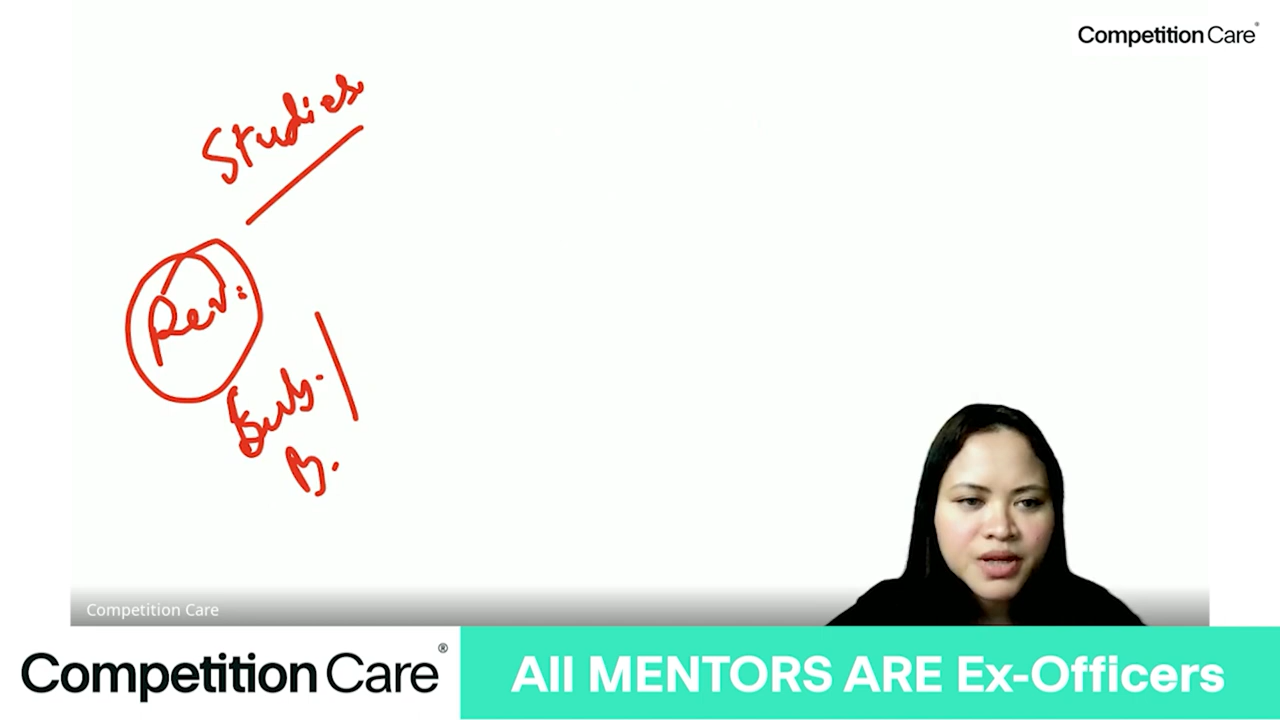 Competition Care®
Studies
Rev:
Sub.
B.
Competition Care
Competition Care®
All MENTORS ARE Ex-Officers